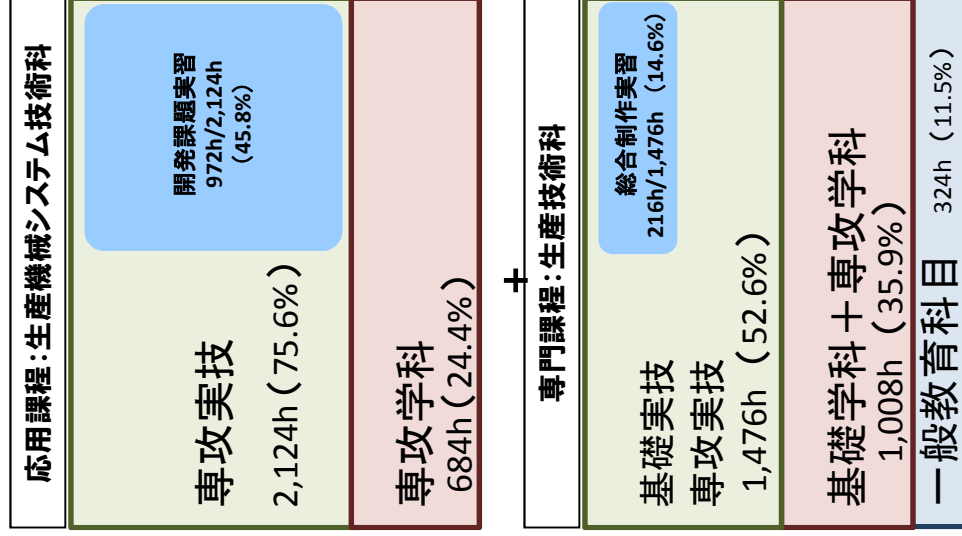 応用課程：生産機械システム技術科
開発課題実習
972h/2,124h
（45.8%）
専攻実技
2,124h（75.6%）
専攻学科
684h（24.4%）
＋
専門課程：生産技術科
総合制作実習
216h/1,476h （14.6%）
基礎実技
専攻実技
1,476h （52.6%）
基礎学科＋専攻学科
1,008h （35.9%）
一般教育科目 324h （11.5%）